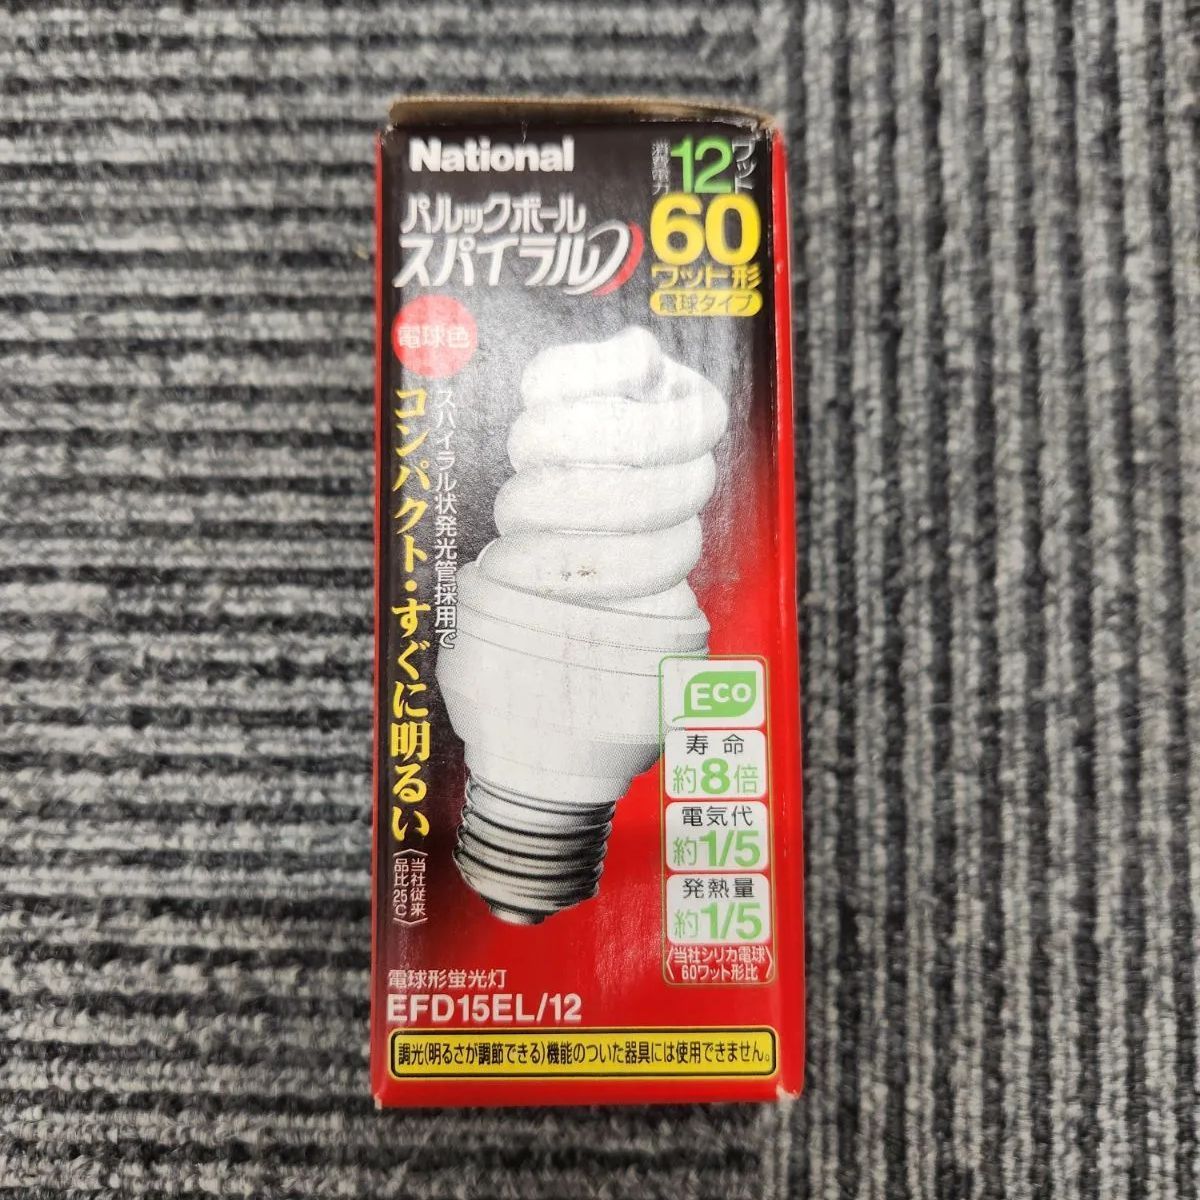 National
パルックボール
スパイラル
消費電力
12
ワット
60
ワット形
電球タイプ
電球色
スパイラル状発光管採用で
コンパクト・すぐに明るい
〈当社従来
品比25℃〉
Eco
寿命
約8倍
電気代
約1/5
発熱量
約1/5
〈当社シリカ電球
60ワット形比〉
電球形蛍光灯
EFD15EL/12
調光(明るさが調節できる)機能のついた器具には使用できません。